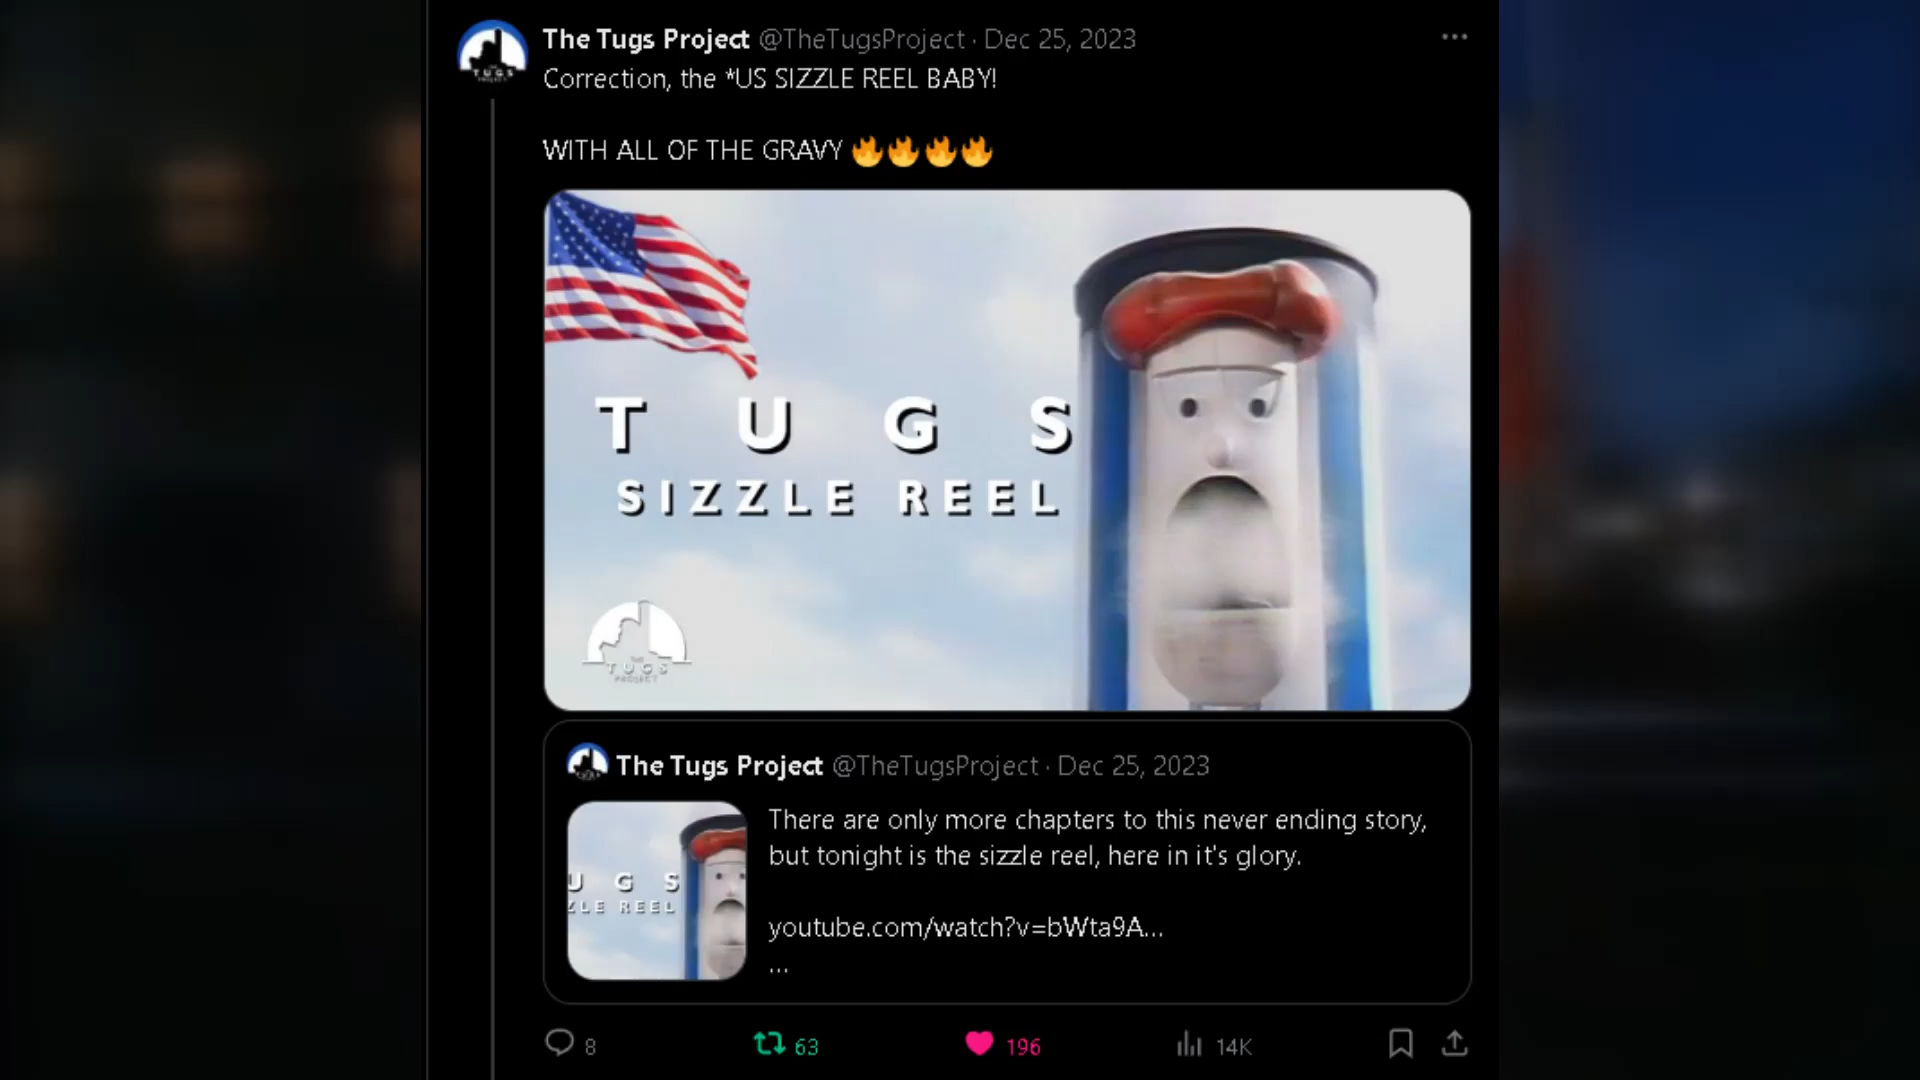 The Tugs Project @TheTugsProject · Dec 25, 2023
Correction, the *US SIZZLE REEL BABY!
WITH ALL OF THE GRAVY 🔥🔥🔥🔥
TUGS
SIZZLE REEL
THE
TUGS
PROJECT
The Tugs Project @TheTugsProject · Dec 25, 2023
U G S
ZLE REEL
There are only more chapters to this never ending story,
but tonight is the sizzle reel, here in it's glory.
youtube.com/watch?v=bWta9A...
...
8 63 196 14K